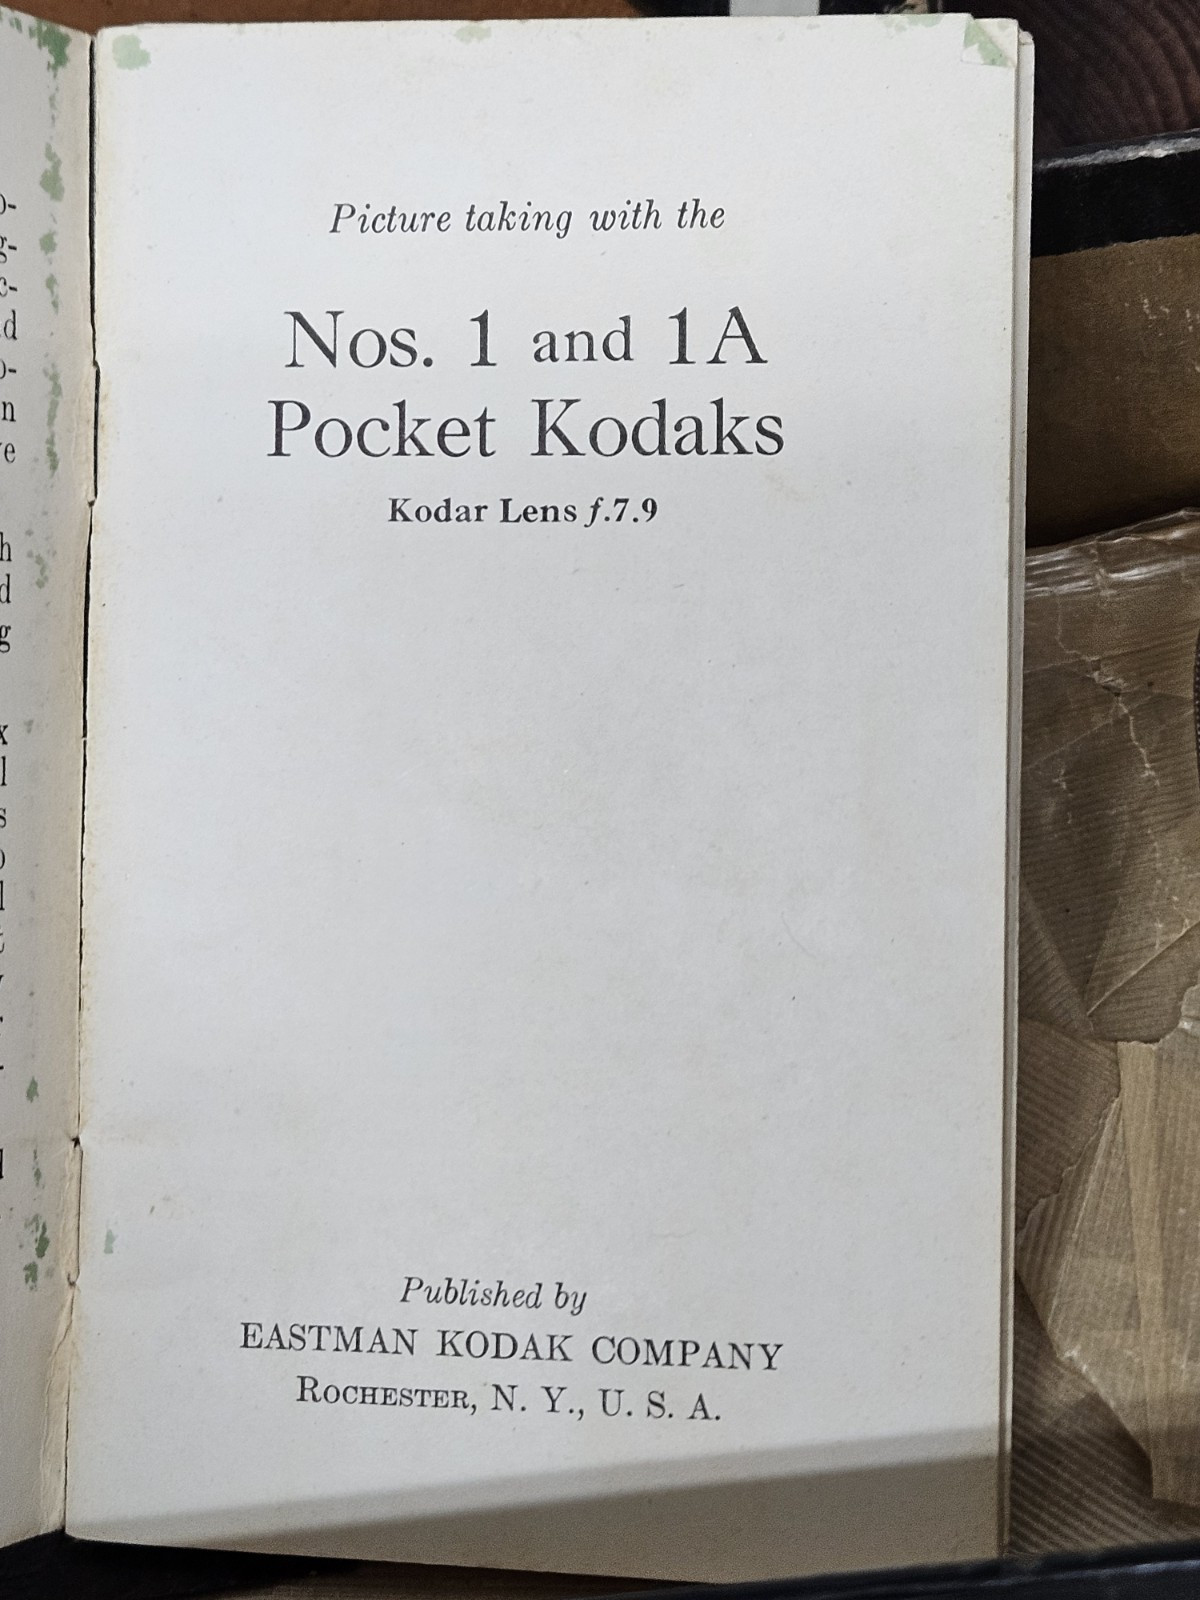 Picture taking with the
Nos. 1 and 1A
Pocket Kodaks
Kodar Lens f.7.9
Published by
EASTMAN KODAK COMPANY
ROCHESTER, N. Y., U. S. A.